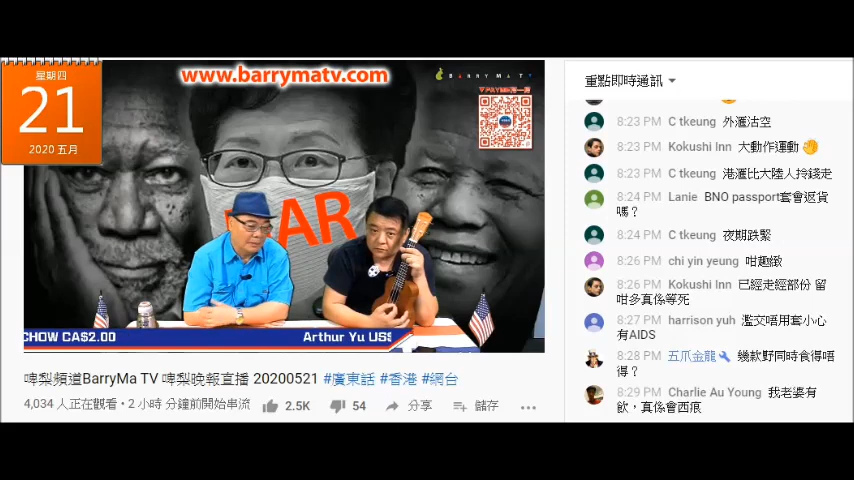 星期四
21
2020 五月
www.barrymatv.com
BARRY MA TV
AR
CHOW CA$2.00
Arthur Yu US$
啤梨頻道BarryMa TV 啤梨晚報直播 20200521 #廣東話 #香港 #網台
4,034 人正在觀看 • 2 小時 分鐘前開始串流
2.5K
54
分享
儲存
重點即時通訊
8:23 PM C tkeung 外滙沽空
8:23 PM Kokushi Inn 大動作運動
8:23 PM C tkeung 港滙比大陸人拎錢走
8:24 PM Lanie BNO passport套會返貨
嗎？
8:24 PM C tkeung 夜期跌緊
8:26 PM chi yin yeung 咁趣緻
8:26 PM Kokushi Inn 已經走經部份 留
咁多真係等死
8:27 PM harrison yuh 濫交唔用套小心
有AIDS
8:28 PM 五爪金龍 幾款野同時食得唔
得？
8:29 PM Charlie Au Young 我老婆有
飲，真係會西痕